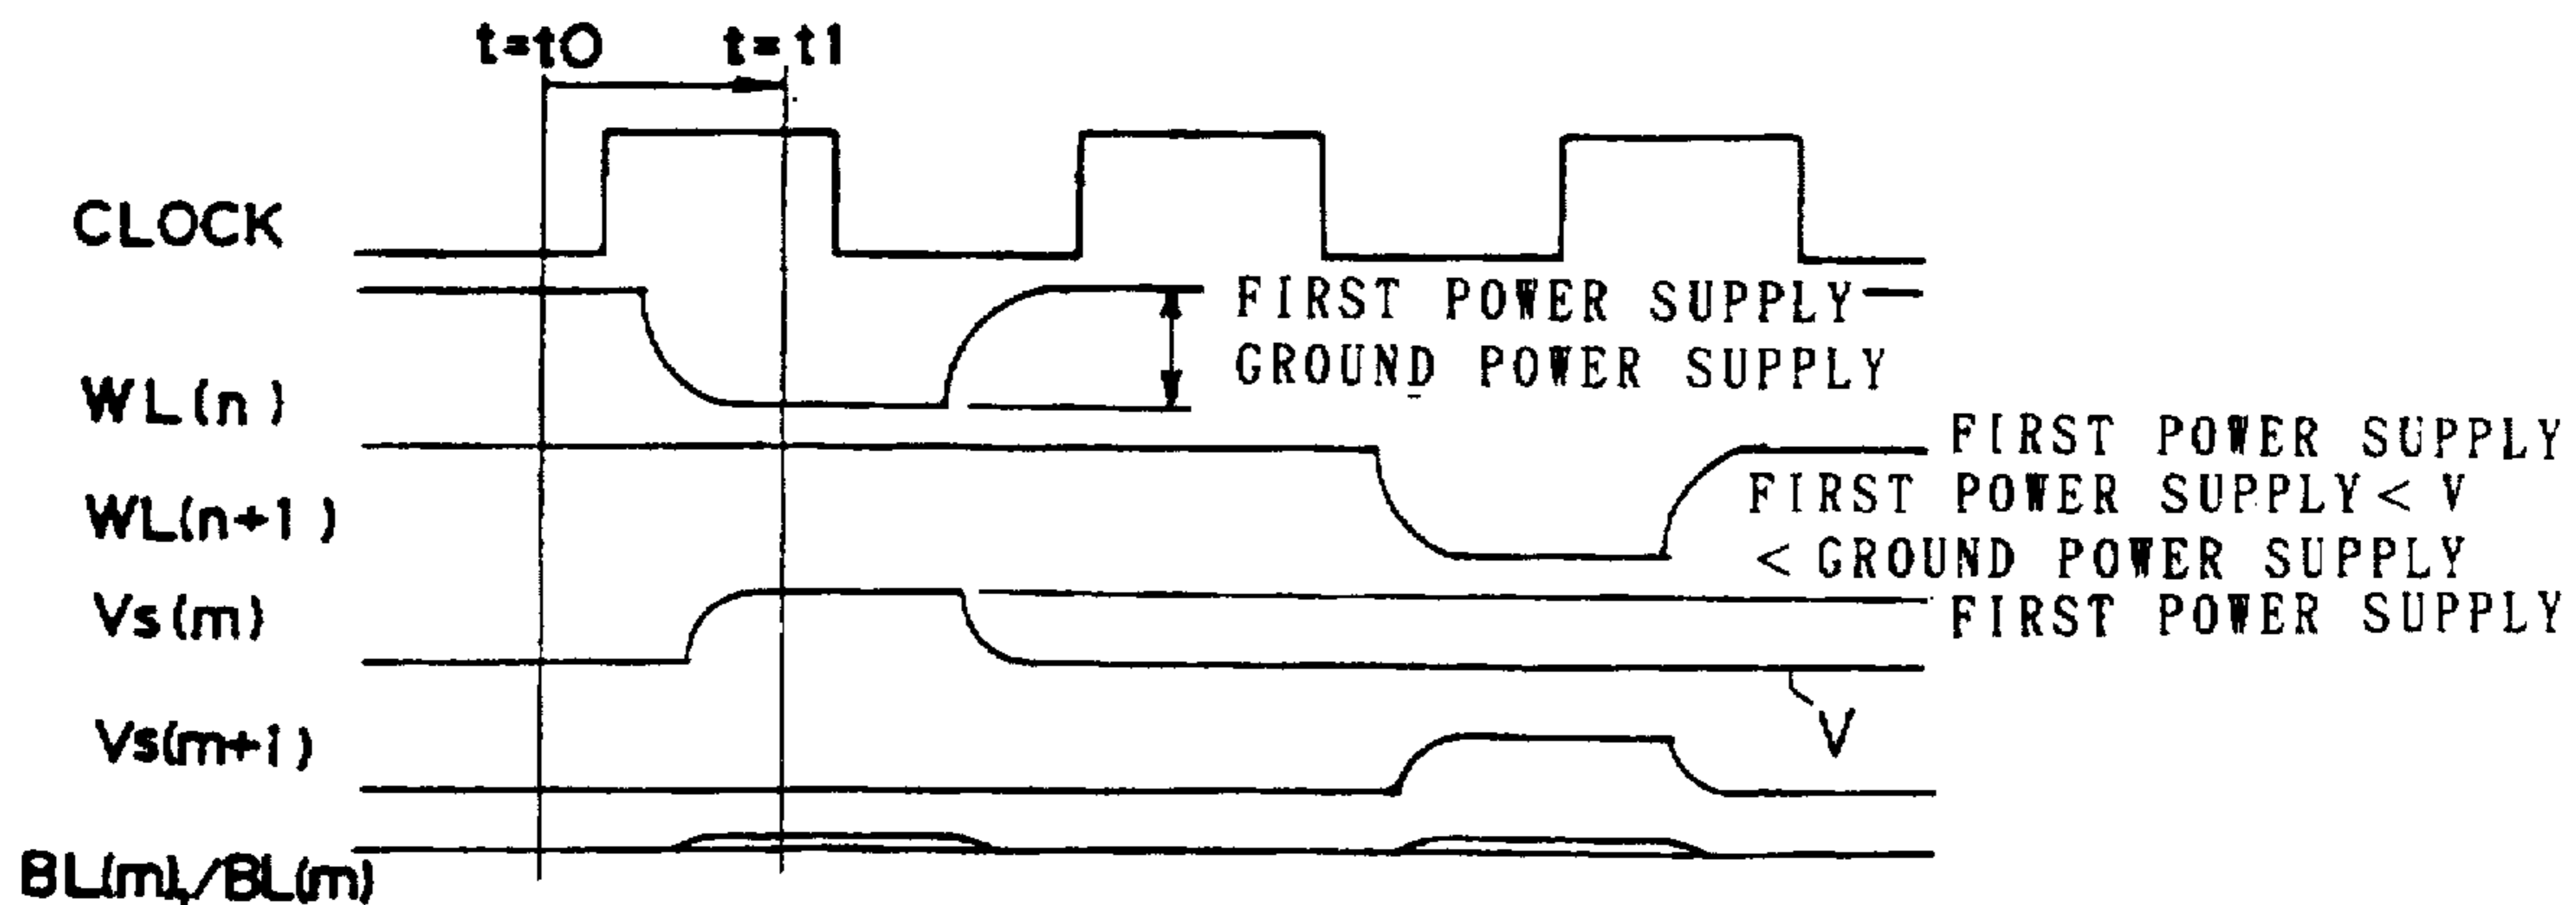 t=t0 t=t1
CLOCK
FIRST POWER SUPPLY
GROUND POWER SUPPLY
WL(n)
FIRST POWER SUPPLY
FIRST POWER SUPPLY < V
WL(n+1)
< GROUND POWER SUPPLY
Vs(m)
FIRST POWER SUPPLY
V
Vs(m+1)
BL(m),/BL(m)